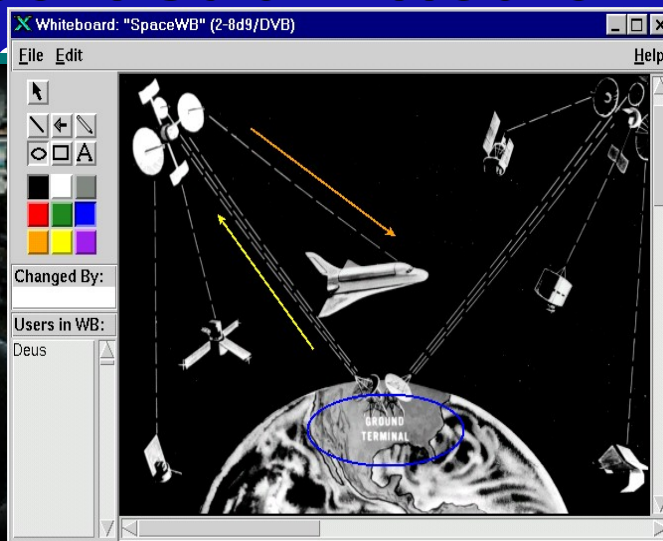 Whiteboard: "SpaceWB" (2-8d9/DVB)
File Edit Help
A
Changed By:
Users in WB:
Deus
GROUND
TERMINAL